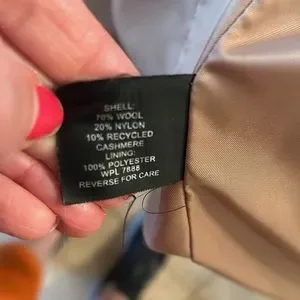 SHELL:
70% WOOL
20% NYLON
10% RECYCLED
CASHMERE
LINING:
100% POLYESTER
WPL 7888
REVERSE FOR CARE